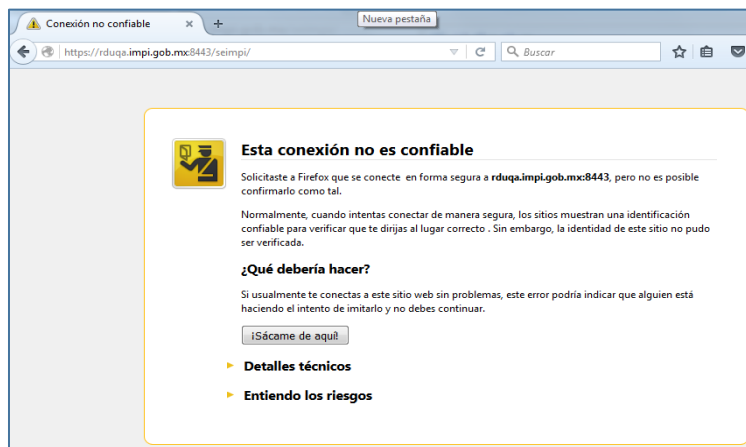 Conexión no confiable
Nueva pestaña
https://rduqa.impi.gob.mx:8443/seimpi/
Buscar
Esta conexión no es confiable
Solicitaste a Firefox que se conecte en forma segura a rduqa.impi.gob.mx:8443, pero no es posible
confirmarlo como tal.
Normalmente, cuando intentas conectar de manera segura, los sitios muestran una identificación
confiable para verificar que te dirijas al lugar correcto . Sin embargo, la identidad de este sitio no pudo
ser verificada.
¿Qué debería hacer?
Si usualmente te conectas a este sitio web sin problemas, este error podría indicar que alguien está
haciendo el intento de imitarlo y no debes continuar.
¡Sácame de aquí!
Detalles técnicos
Entiendo los riesgos